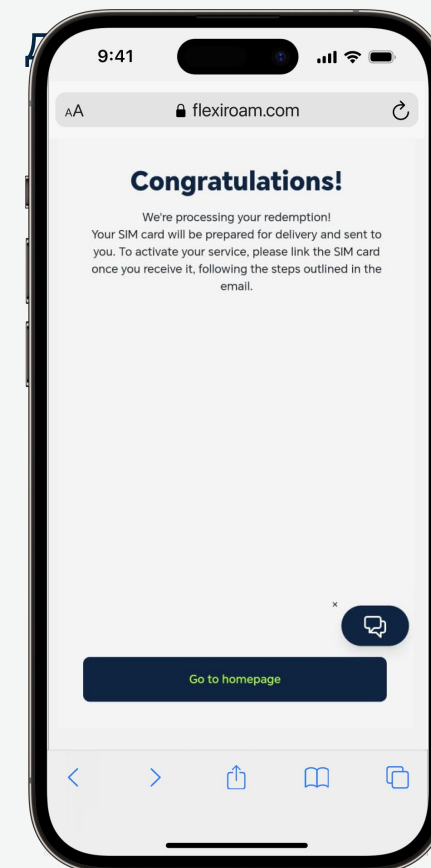 9:41
AA flexiroam.com
Congratulations!
We're processing your redemption!
Your SIM card will be prepared for delivery and sent to
you. To activate your service, please link the SIM card
once you receive it, following the steps outlined in the
email.
×
Go to homepage